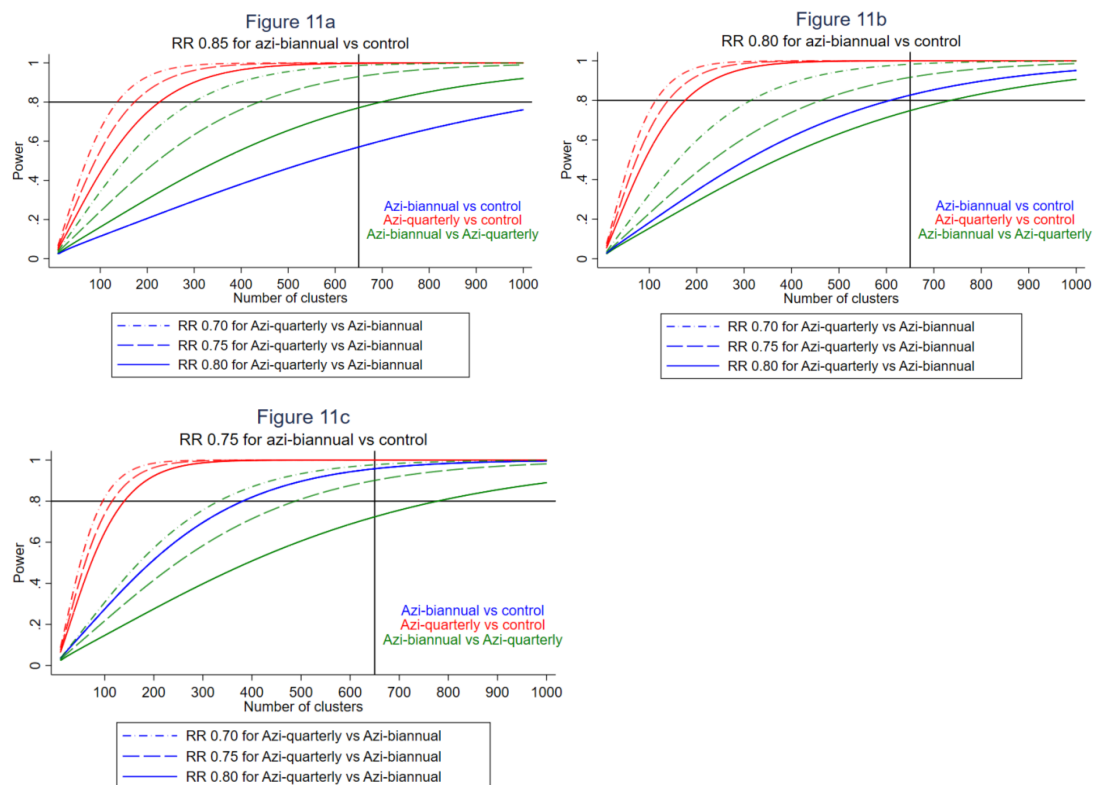 Figure 11a
RR 0.85 for azi-biannual vs control
Power
1
.8
.6
.4
.2
0
Azi-biannual vs control
Azi-quarterly vs control
Azi-biannual vs Azi-quarterly
100 200 300 400 500 600 700 800 900 1000
Number of clusters
RR 0.70 for Azi-quarterly vs Azi-biannual
RR 0.75 for Azi-quarterly vs Azi-biannual
RR 0.80 for Azi-quarterly vs Azi-biannual
Figure 11b
RR 0.80 for azi-biannual vs control
Power
1
.8
.6
.4
.2
0
Azi-biannual vs control
Azi-quarterly vs control
Azi-biannual vs Azi-quarterly
100 200 300 400 500 600 700 800 900 1000
Number of clusters
RR 0.70 for Azi-quarterly vs Azi-biannual
RR 0.75 for Azi-quarterly vs Azi-biannual
RR 0.80 for Azi-quarterly vs Azi-biannual
Figure 11c
RR 0.75 for azi-biannual vs control
Power
1
.8
.6
.4
.2
0
Azi-biannual vs control
Azi-quarterly vs control
Azi-biannual vs Azi-quarterly
100 200 300 400 500 600 700 800 900 1000
Number of clusters
RR 0.70 for Azi-quarterly vs Azi-biannual
RR 0.75 for Azi-quarterly vs Azi-biannual
RR 0.80 for Azi-quarterly vs Azi-biannual